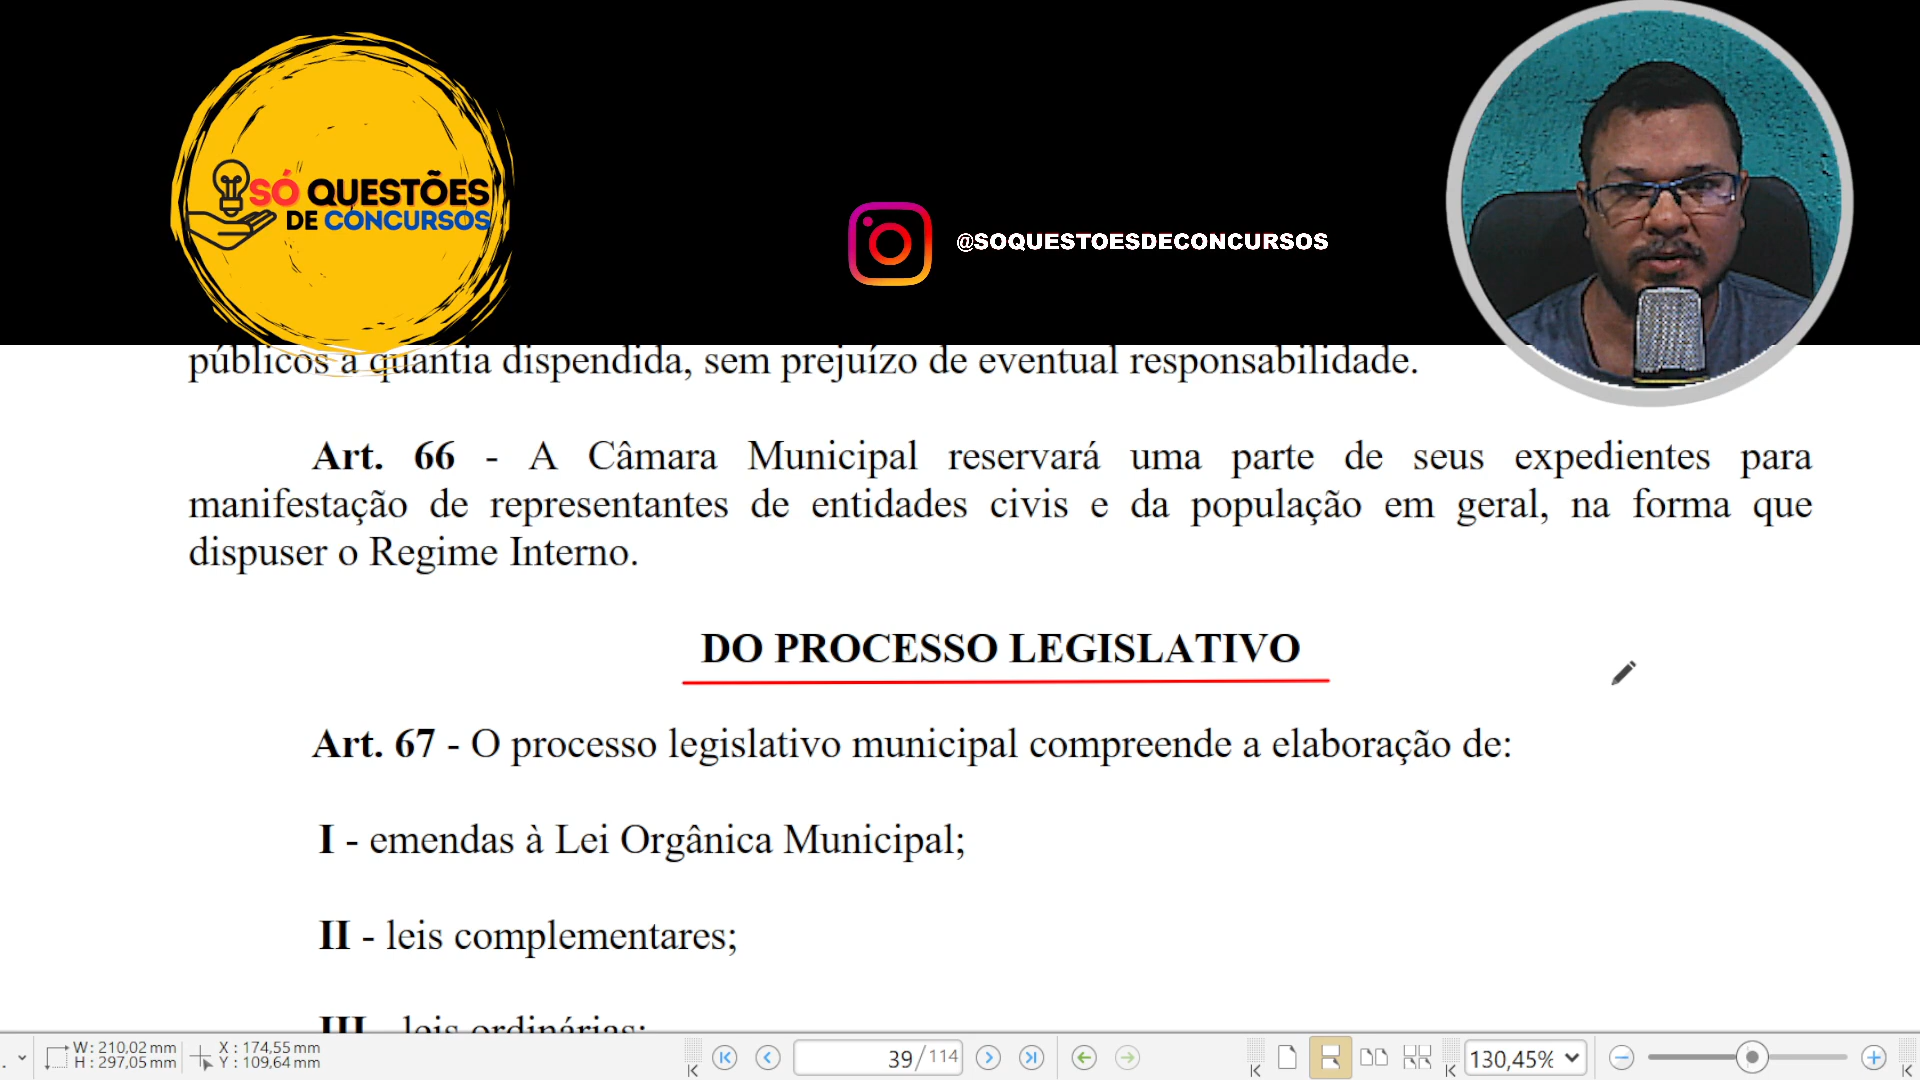 SÓ QUESTÕES
DE CONCURSOS
@SOQUESTOESDECONCURSOS
públicos a quantia dispendida, sem prejuízo de eventual responsabilidade.
Art. 66 - A Câmara Municipal reservará uma parte de seus expedientes para
manifestação de representantes de entidades civis e da população em geral, na forma que
dispuser o Regime Interno.
DO PROCESSO LEGISLATIVO
Art. 67 - O processo legislativo municipal compreende a elaboração de:
I - emendas à Lei Orgânica Municipal;
II - leis complementares;
III - leis ordinárias;
W: 210,02 mm
H : 297,05 mm
X : 174,55 mm
Y : 109,64 mm
39 / 114
130,45%